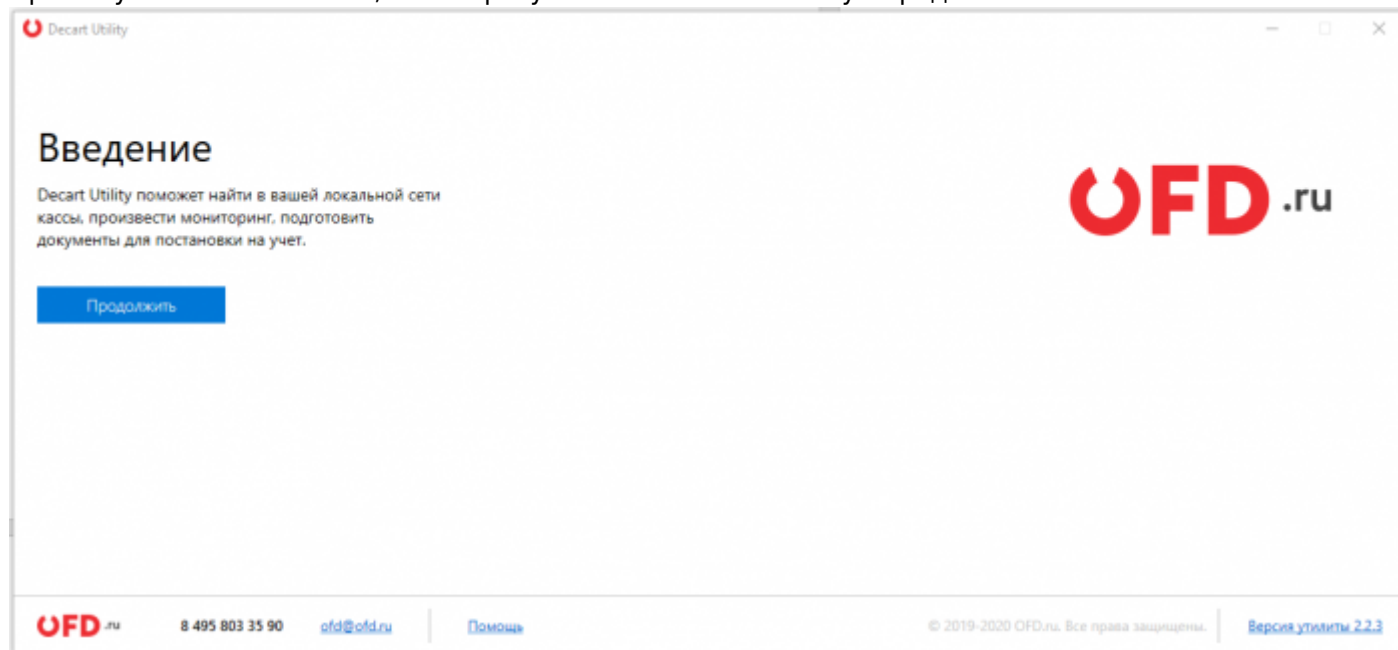 Decart Utility
Введение
Decart Utility поможет найти в вашей локальной сети
кассы, произвести мониторинг, подготовить
документы для постановки на учет.
Продолжить
OFD.ru
OFD.ru 8 495 803 35 90 ofd@ofd.ru Помощь © 2019-2020 OFD.ru. Все права защищены. Версия утилиты 2.2.3